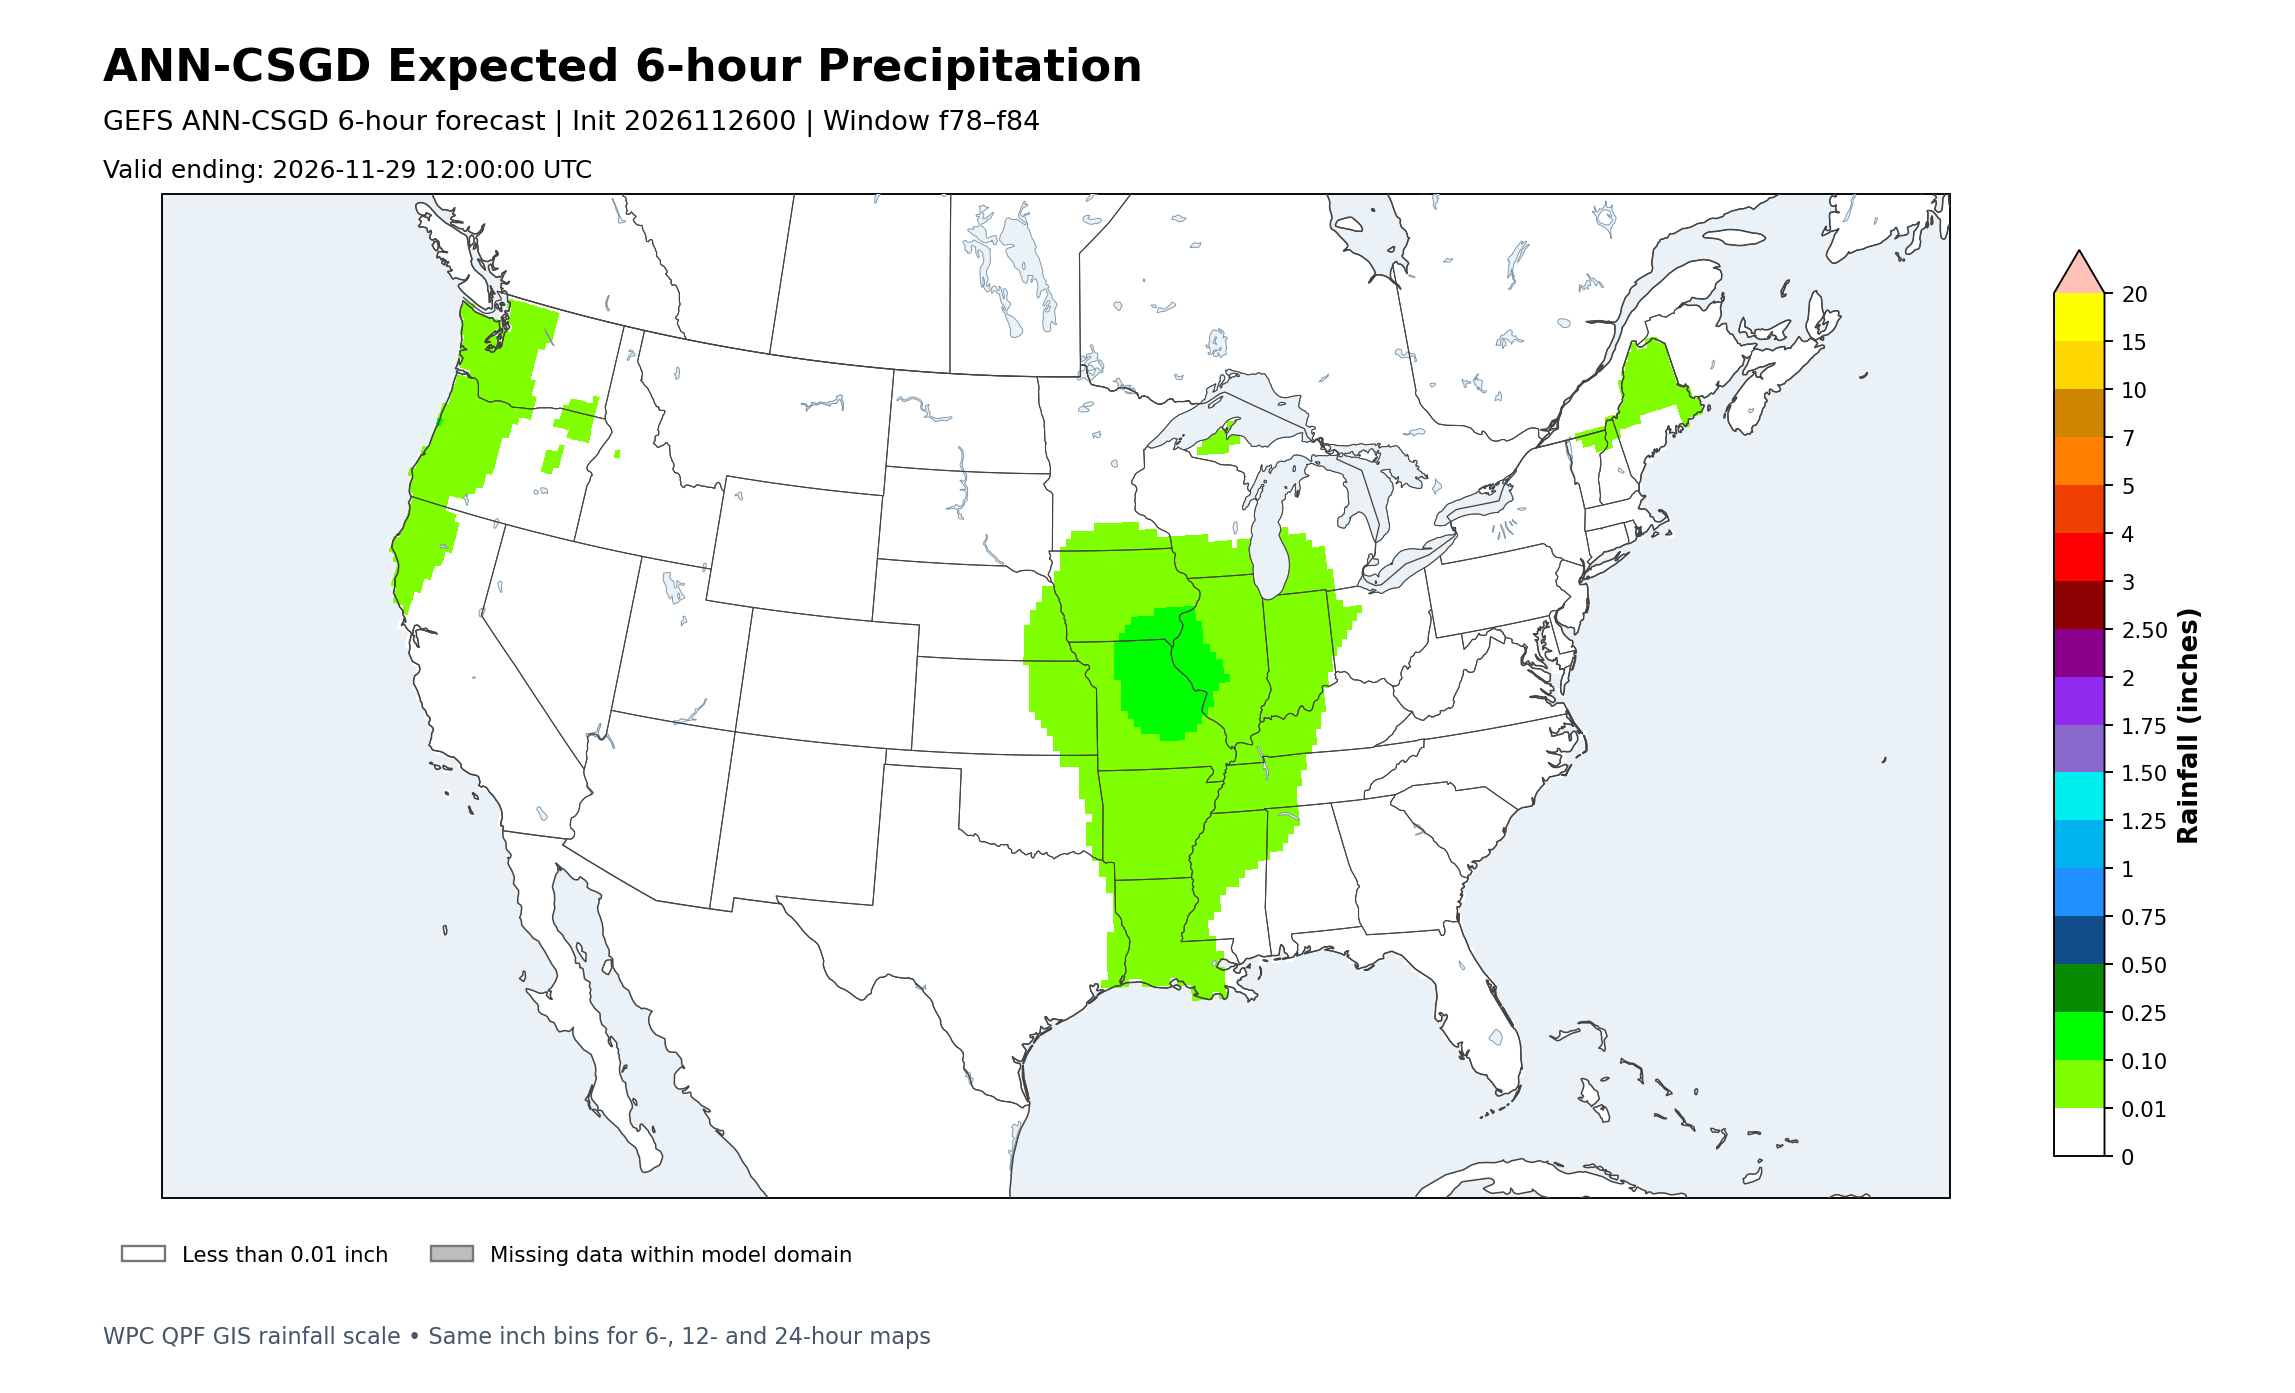 ANN-CSGD Expected 6-hour Precipitation
GEFS ANN-CSGD 6-hour forecast | Init 2026112600 | Window f78–f84
Valid ending: 2026-11-29 12:00:00 UTC
20
15
10
7
5
4
3
2.50
2
1.75
1.50
1.25
1
0.75
0.50
0.25
0.10
0.01
0
Rainfall (inches)
Less than 0.01 inch
Missing data within model domain
WPC QPF GIS rainfall scale • Same inch bins for 6-, 12- and 24-hour maps